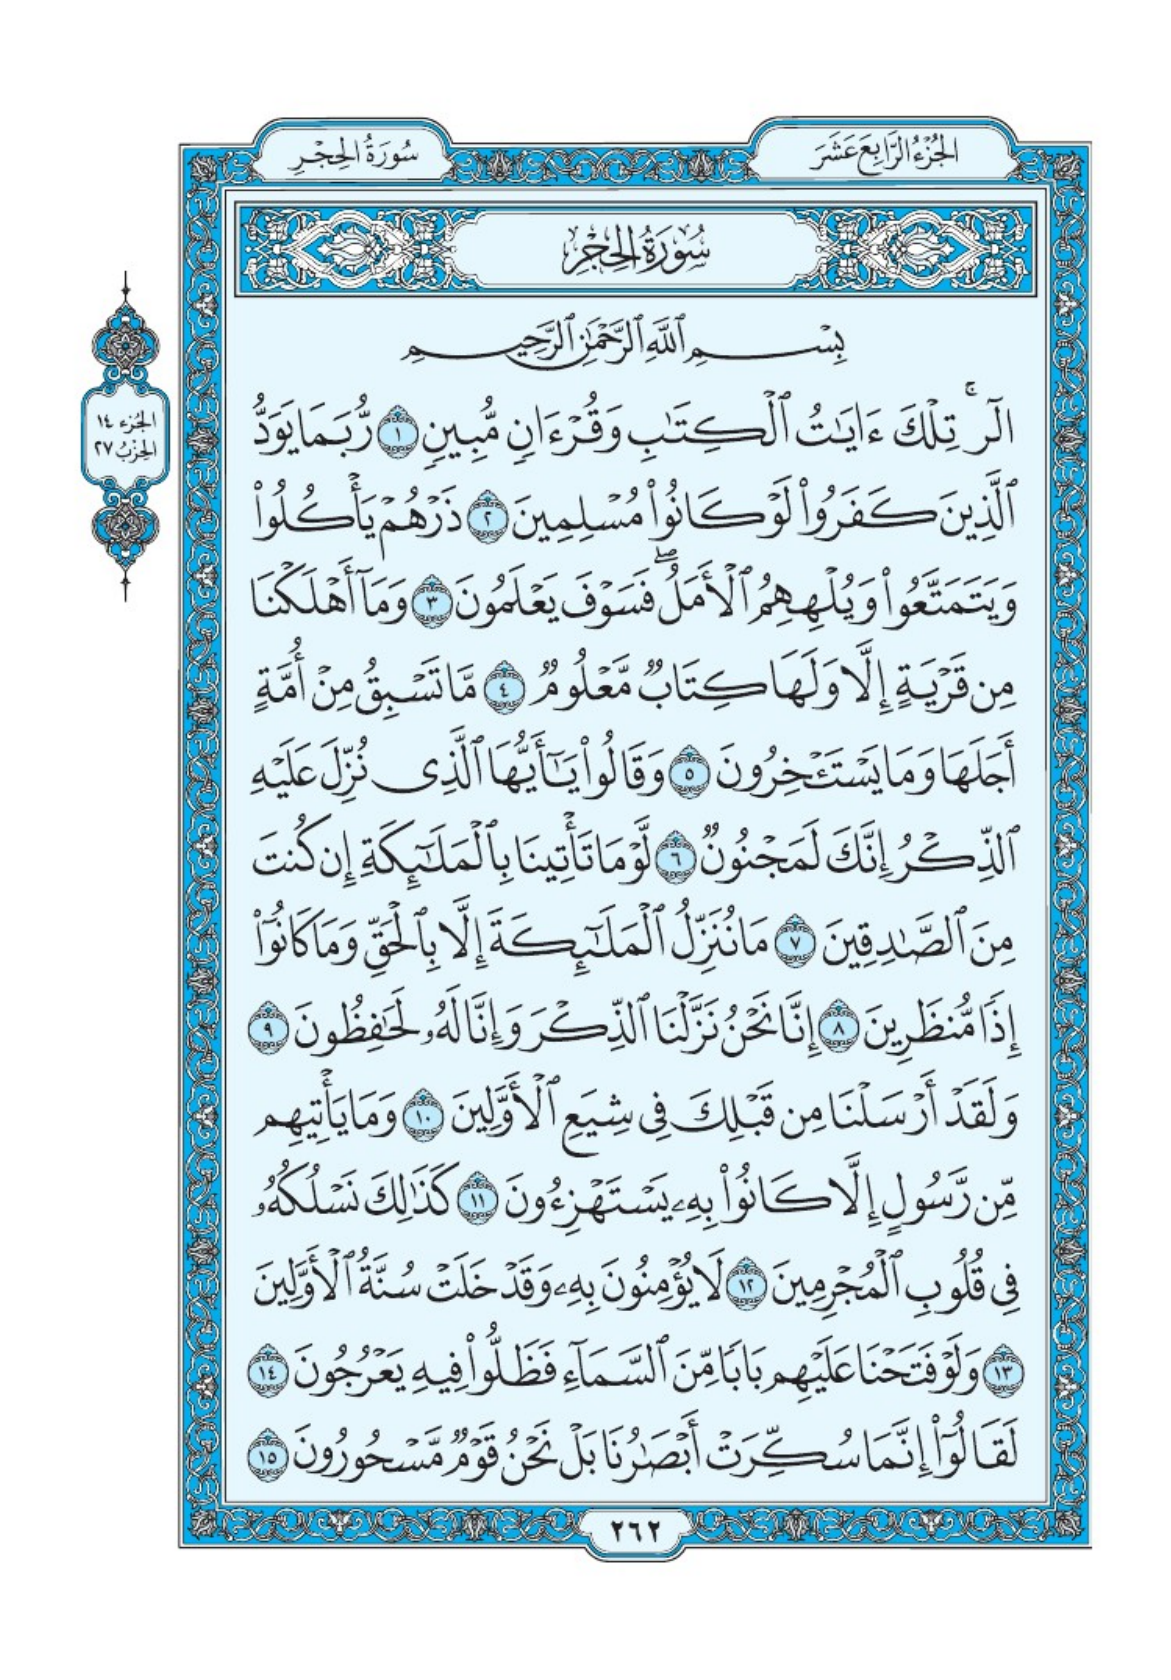 الجُزْءُ الرَّابِعَ عَشَرَ
سُورَةُ الحِجْرِ
سُورَةُ الحِجْرِ
بِسْمِ ٱللَّهِ ٱلرَّحْمَٰنِ ٱلرَّحِيمِ
الٓر ۚ تِلْكَ ءَايَٰتُ ٱلْكِتَٰبِ وَقُرْءَانٍ مُّبِينٍ ١ رُّبَمَا يَوَدُّ
ٱلَّذِينَ كَفَرُوا۟ لَوْ كَانُوا۟ مُسْلِمِينَ ٢ ذَرْهُمْ يَأْكُلُوا۟
وَيَتَمَتَّعُوا۟ وَيُلْهِهِمُ ٱلْأَمَلُ ۖ فَسَوْفَ يَعْلَمُونَ ٣ وَمَآ أَهْلَكْنَا
مِن قَرْيَةٍ إِلَّا وَلَهَا كِتَابٌ مَّعْلُومٌ ٤ مَّا تَسْبِقُ مِنْ أُمَّةٍ
أَجَلَهَا وَمَا يَسْتَـْٔخِرُونَ ٥ وَقَالُوا۟ يَٰٓأَيُّهَا ٱلَّذِى نُزِّلَ عَلَيْهِ
ٱلذِّكْرُ إِنَّكَ لَمَجْنُونٌ ٦ لَّوْ مَا تَأْتِينَا بِٱلْمَلَٰٓئِكَةِ إِن كُنتَ
مِنَ ٱلصَّٰدِقِينَ ٧ مَا نُنَزِّلُ ٱلْمَلَٰٓئِكَةَ إِلَّا بِٱلْحَقِّ وَمَا كَانُوٓا۟
إِذًا مُّنظَرِينَ ٨ إِنَّا نَحْنُ نَزَّلْنَا ٱلذِّكْرَ وَإِنَّا لَهُۥ لَحَٰفِظُونَ ٩
وَلَقَدْ أَرْسَلْنَا مِن قَبْلِكَ فِى شِيَعِ ٱلْأَوَّلِينَ ١٠ وَمَا يَأْتِيهِم
مِّن رَّسُولٍ إِلَّا كَانُوا۟ بِهِۦ يَسْتَهْزِءُونَ ١١ كَذَٰلِكَ نَسْلُكُهُۥ
فِى قُلُوبِ ٱلْمُجْرِمِينَ ١٢ لَا يُؤْمِنُونَ بِهِۦ وَقَدْ خَلَتْ سُنَّةُ ٱلْأَوَّلِينَ
١٣ وَلَوْ فَتَحْنَا عَلَيْهِم بَابًا مِّنَ ٱلسَّمَآءِ فَظَلُّوا۟ فِيهِ يَعْرُجُونَ ١٤
لَقَالُوٓا۟ إِنَّمَا سُكِّرَتْ أَبْصَٰرُنَا بَلْ نَحْنُ قَوْمٌ مَّسْحُورُونَ ١٥
الجُزء ١٤
الحِزْبُ ٢٧
٢٦٢